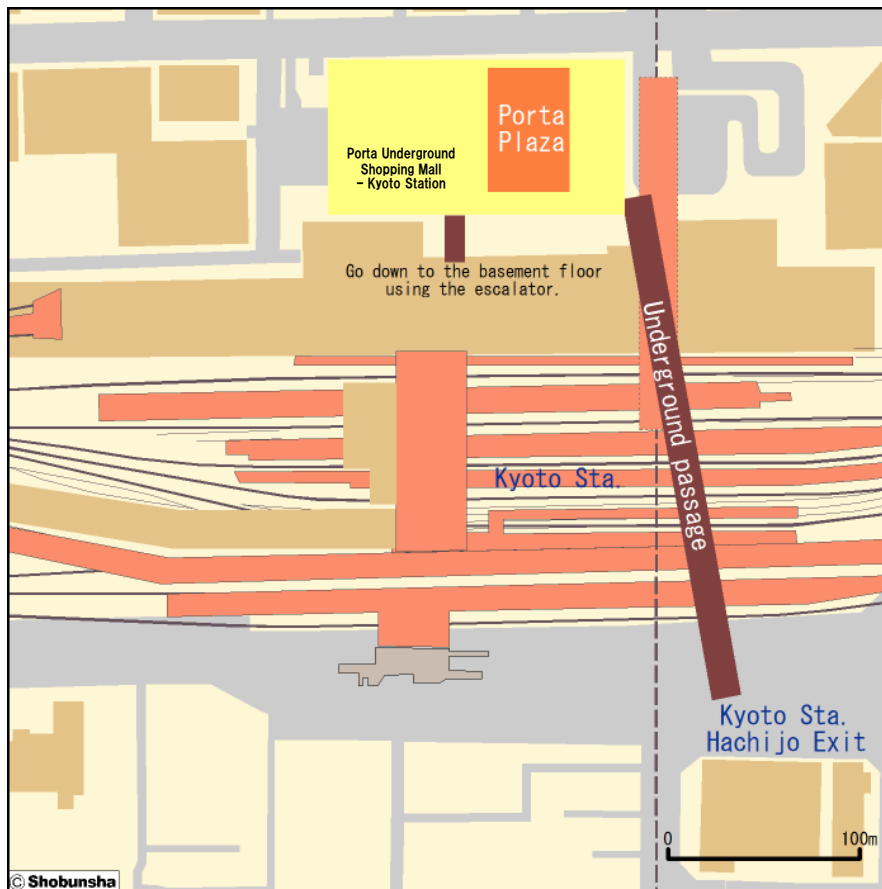 Porta
Plaza
Porta Underground
Shopping Mall
– Kyoto Station
Go down to the basement floor
using the escalator.
Underground passage
Kyoto Sta.
Kyoto Sta.
Hachijo Exit
0 100m
© Shobunsha